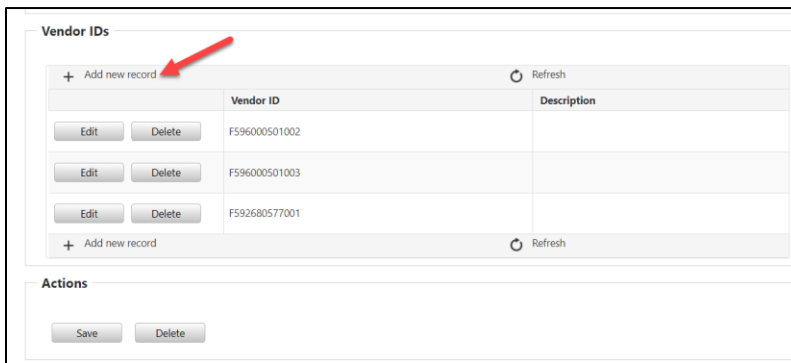 Vendor IDs
+ Add new record Refresh
Vendor ID Description
Edit Delete F596000501002
Edit Delete F596000501003
Edit Delete F592680577001
+ Add new record Refresh
Actions
Save Delete